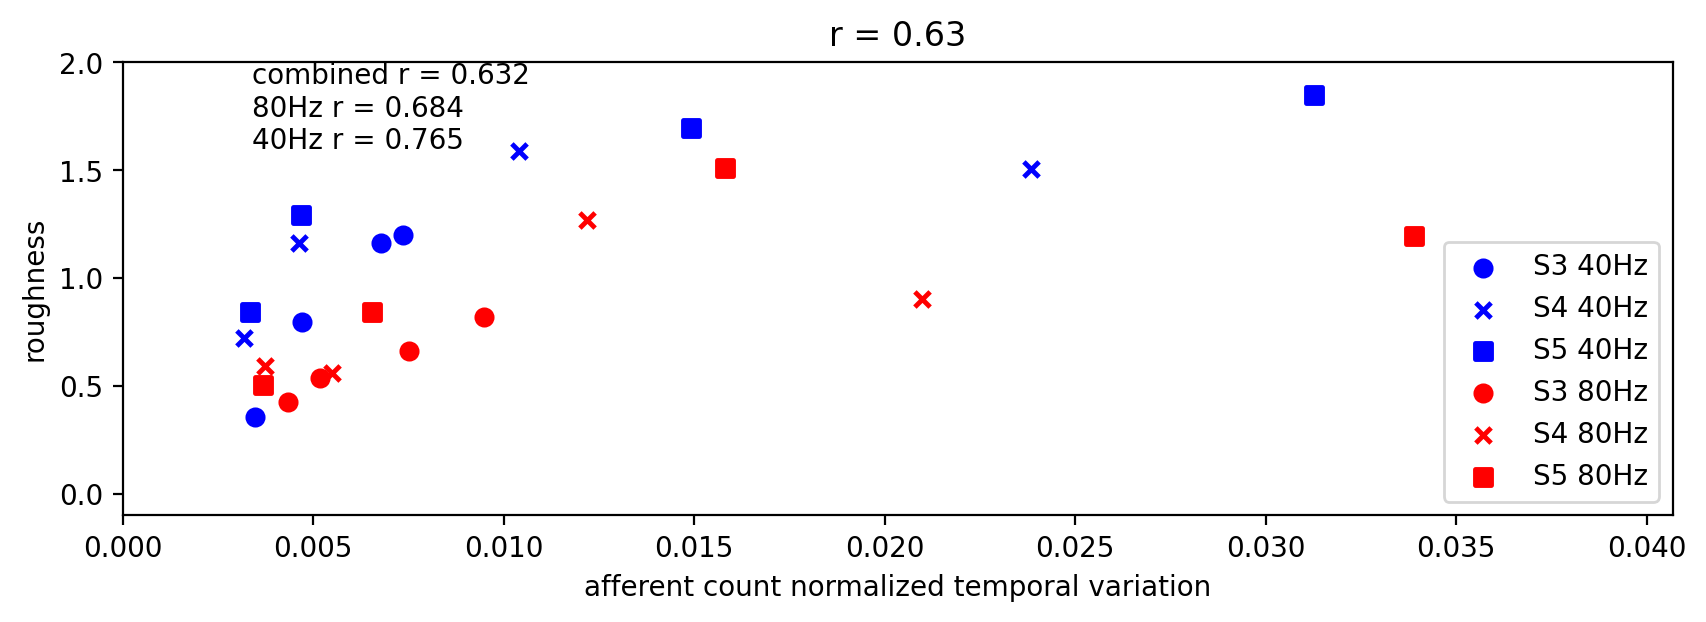 r = 0.63
combined r = 0.632
80Hz r = 0.684
40Hz r = 0.765
2.0
1.5
1.0
0.5
0.0
roughness
S3 40Hz
S4 40Hz
S5 40Hz
S3 80Hz
S4 80Hz
S5 80Hz
0.000 0.005 0.010 0.015 0.020 0.025 0.030 0.035 0.040
afferent count normalized temporal variation